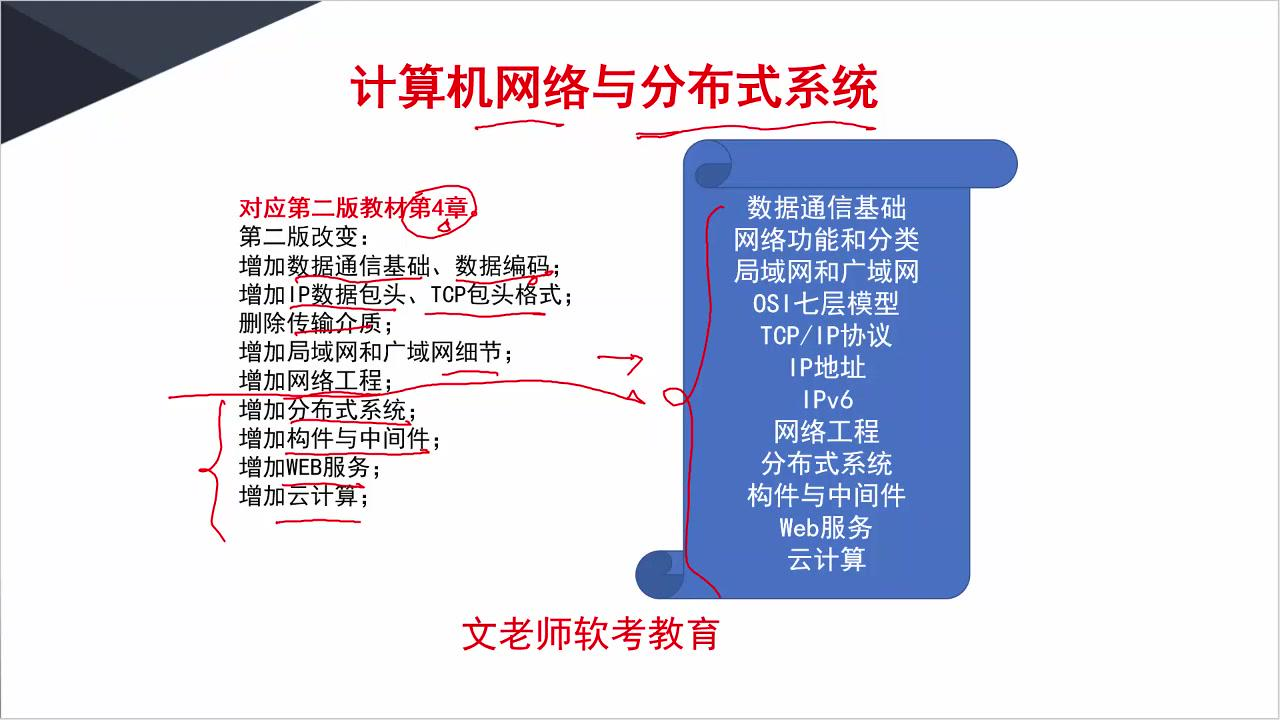 计算机网络与分布式系统
对应第二版教材第4章。
第二版改变：
增加数据通信基础、数据编码；
增加IP数据包头、TCP包头格式；
删除传输介质；
增加局域网和广域网细节；
增加网络工程；
增加分布式系统；
增加构件与中间件；
增加WEB服务；
增加云计算；
数据通信基础
网络功能和分类
局域网和广域网
OSI七层模型
TCP/IP协议
IP地址
IPv6
网络工程
分布式系统
构件与中间件
Web服务
云计算
文老师软考教育